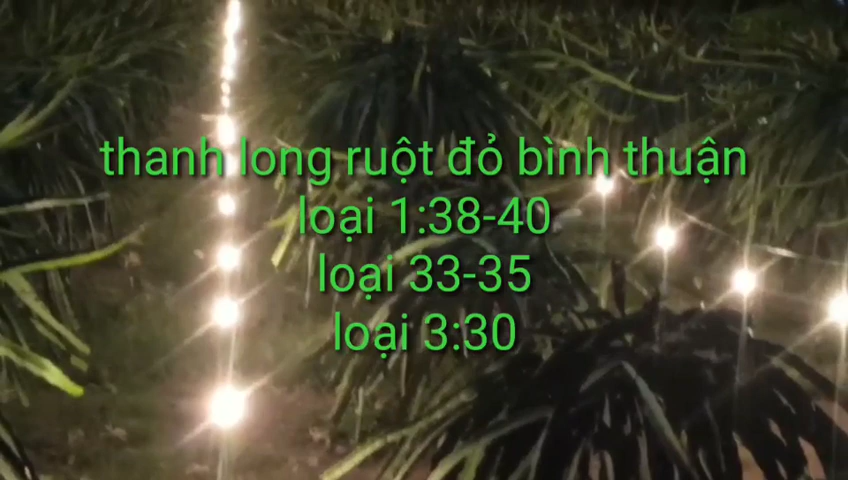 thanh long ruột đỏ bình thuận
loại 1:38-40
loại 33-35
loại 3:30